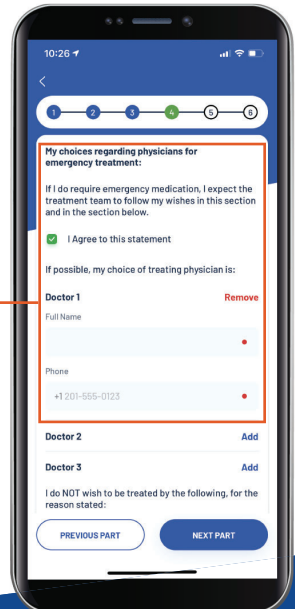 10:26
1 2 3 4 5 6
My choices regarding physicians for
emergency treatment:
If I do require emergency medication, I expect the
treatment team to follow my wishes in this section
and in the section below.
I Agree to this statement
If possible, my choice of treating physician is:
Doctor 1 Remove
Full Name
Phone
+1 201-555-0123
Doctor 2 Add
Doctor 3 Add
I do NOT wish to be treated by the following, for the
reason stated:
PREVIOUS PART NEXT PART